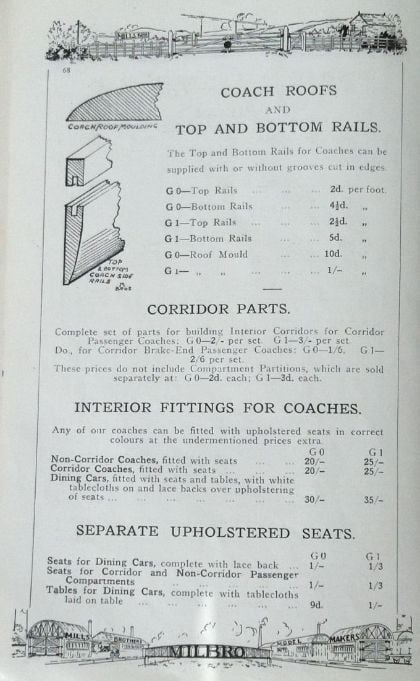 MILLBRO
68
COACH ROOFS
AND
TOP AND BOTTOM RAILS.
COACH, ROOF, MOULDING
The Top and Bottom Rails for Coaches can be
supplied with or without grooves cut in edges.
G 0—Top Rails ... ... ... 2d. per foot.
G 0—Bottom Rails ... ... 4½d. „
G 1—Top Rails ... ... ... 2½d. „
G 1—Bottom Rails ... ... 5d. „
G 0—Roof Mould ... ... 10d. „
G 1— „ „ ... ... ... 1/- „
TOP
& BOTTOM
COACH SIDE
RAILS
CORRIDOR PARTS.
Complete set of parts for building Interior Corridors for Corridor
Passenger Coaches: G 0—2/- per set. G 1—3/- per set.
Do., for Corridor Brake-End Passenger Coaches: G 0—1/6. G 1—
2/6 per set.
These prices do not include Compartment Partitions, which are sold
separately at: G 0—2d. each; G 1—3d. each.
INTERIOR FITTINGS FOR COACHES.
Any of our coaches can be fitted with upholstered seats in correct
colours at the undermentioned prices extra.
G 0 G 1
Non-Corridor Coaches, fitted with seats ... ... 20/- 25/-
Corridor Coaches, fitted with seats ... ... ... 20/- 25/-
Dining Cars, fitted with seats and tables, with white
tablecloths on and lace backs over upholstering
of seats ... ... ... ... ... ... ... 30/- 35/-
SEPARATE UPHOLSTERED SEATS.
G 0 G 1
Seats for Dining Cars, complete with lace back ... 1/- 1/3
Seats for Corridor and Non-Corridor Passenger
Compartments ... ... ... ... ... 1/- 1/3
Tables for Dining Cars, complete with tablecloths
laid on table ... ... ... ... ... ... 9d. 1/-
MILLS BROTHERS MODEL MAKERS
MILBRO